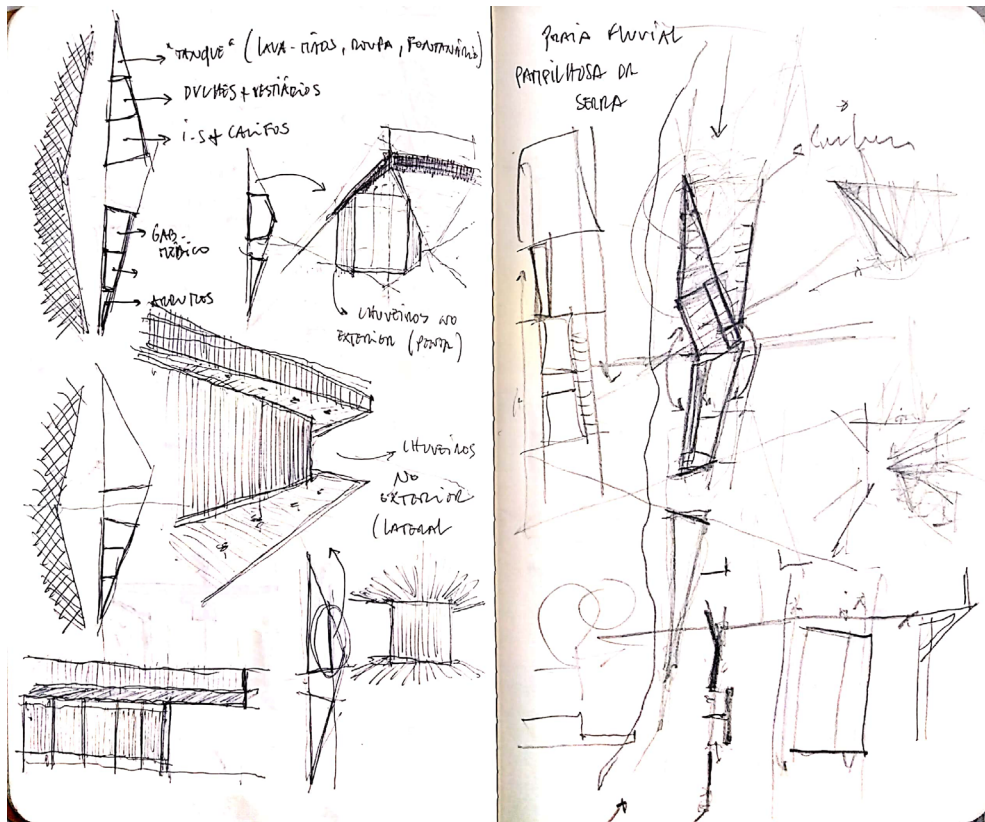 "TANQUE" (LAVA-MÃOS, ROUPA, FONTANÁRIO)
DUCHES + VESTIÁRIOS
I.S +
GAB.
MÉDICO
ARRUMOS
CHUVEIROS NO
EXTERIOR (PONTA)
CHUVEIROS
NO
EXTERIOR
(LATERAL
PRAIA FLUVIAL
PAMPILHOSA DA
SERRA